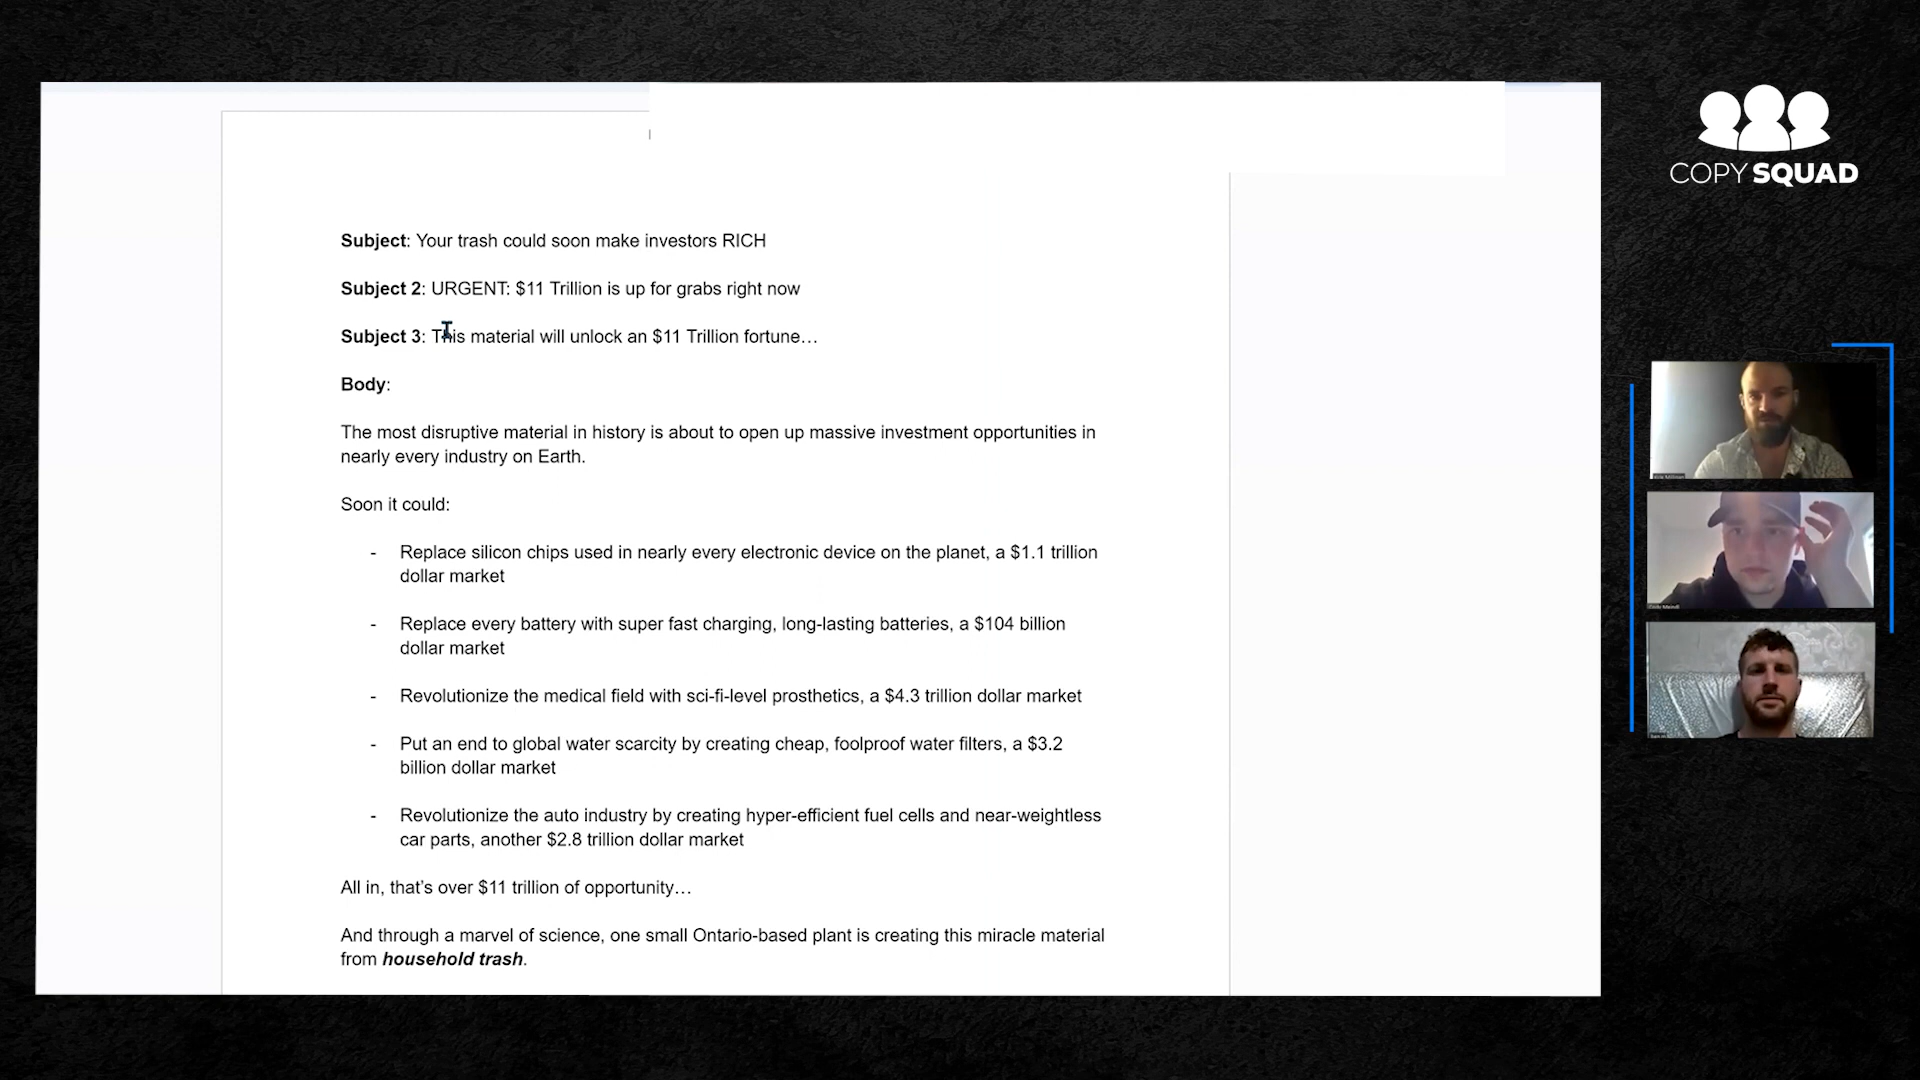 COPY SQUAD
Subject: Your trash could soon make investors RICH
Subject 2: URGENT: $11 Trillion is up for grabs right now
Subject 3: This material will unlock an $11 Trillion fortune…
Body:
The most disruptive material in history is about to open up massive investment opportunities in
nearly every industry on Earth.
Soon it could:
- Replace silicon chips used in nearly every electronic device on the planet, a $1.1 trillion
dollar market
- Replace every battery with super fast charging, long-lasting batteries, a $104 billion
dollar market
- Revolutionize the medical field with sci-fi-level prosthetics, a $4.3 trillion dollar market
- Put an end to global water scarcity by creating cheap, foolproof water filters, a $3.2
billion dollar market
- Revolutionize the auto industry by creating hyper-efficient fuel cells and near-weightless
car parts, another $2.8 trillion dollar market
All in, that’s over $11 trillion of opportunity…
And through a marvel of science, one small Ontario-based plant is creating this miracle material
from household trash.